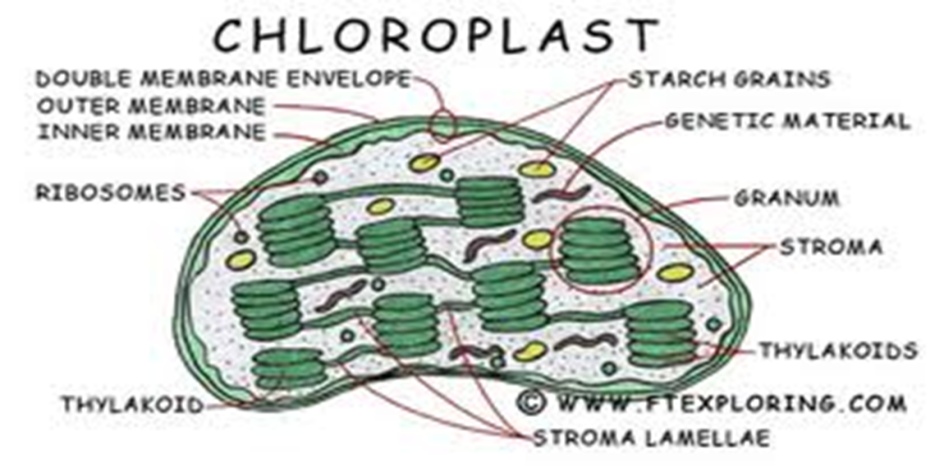 CHLOROPLAST
DOUBLE MEMBRANE ENVELOPE
OUTER MEMBRANE
INNER MEMBRANE
RIBOSOMES
STARCH GRAINS
GENETIC MATERIAL
GRANUM
STROMA
THYLAKOIDS
THYLAKOID
© WWW.FTEXPLORING.COM
STROMA LAMELLAE